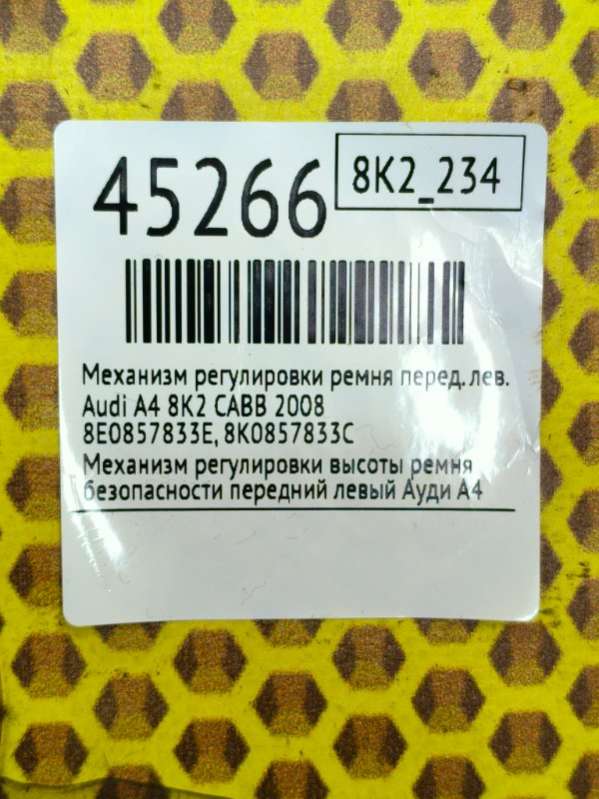 45266
8K2_234
Механизм регулировки ремня перед. лев.
Audi A4 8K2 CABB 2008
8E0857833E, 8K0857833C
Механизм регулировки высоты ремня
безопасности передний левый Ауди А4